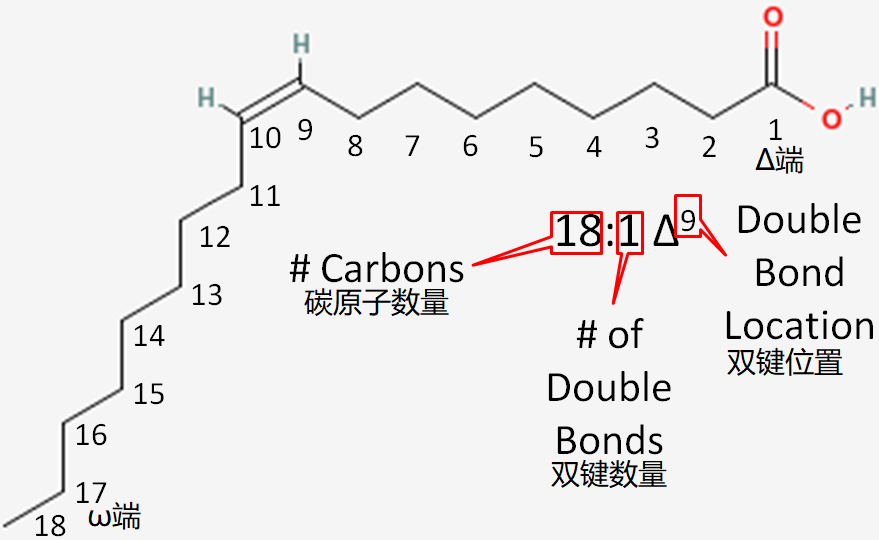 O
H
H
O
H
10
9
8
7
6
5
4
3
2
1
Δ端
11
12
13
14
15
16
17
18
ω端
18:1 Δ9
# Carbons
碳原子数量
# of
Double
Bonds
双键数量
Double
Bond
Location
双键位置